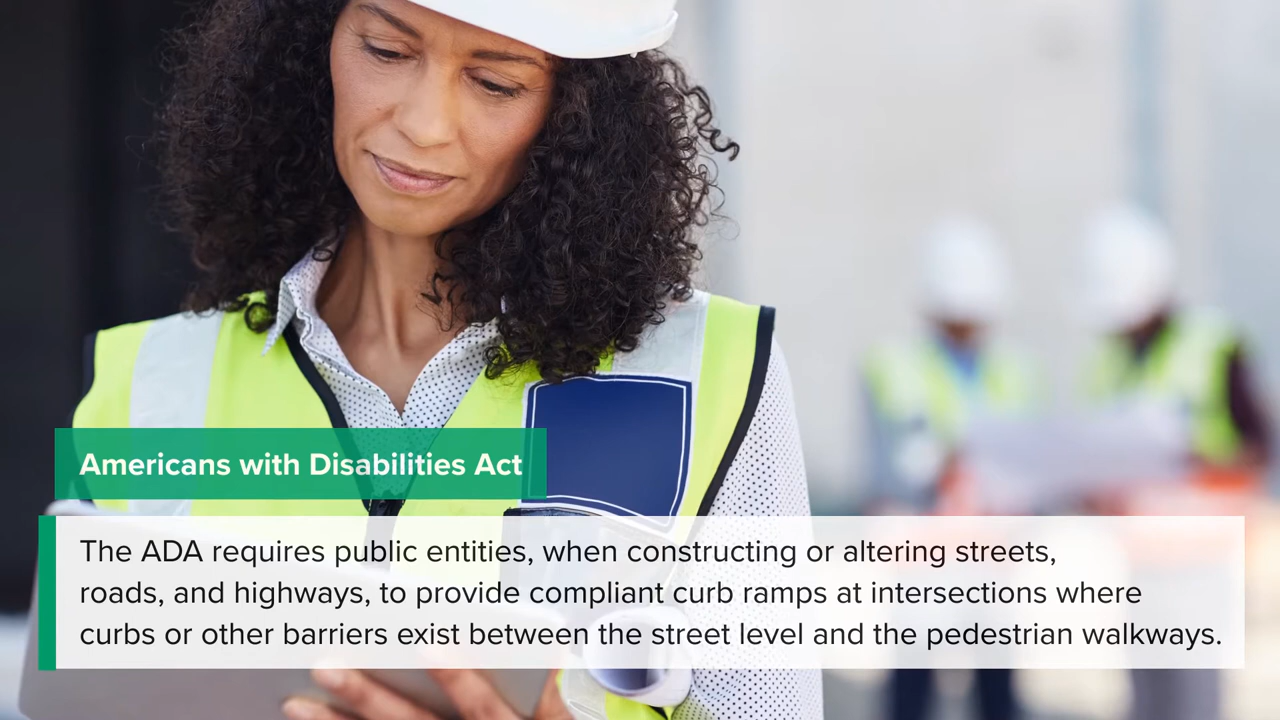 Americans with Disabilities Act
The ADA requires public entities, when constructing or altering streets,
roads, and highways, to provide compliant curb ramps at intersections where
curbs or other barriers exist between the street level and the pedestrian walkways.